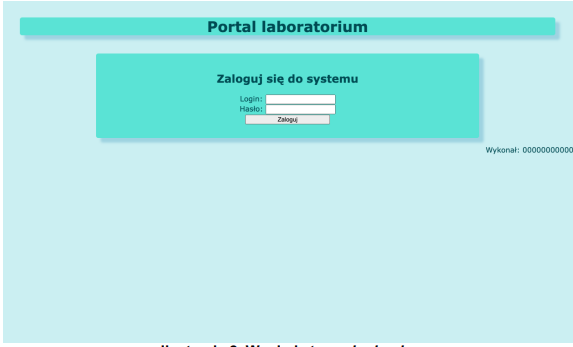 Portal laboratorium
Zaloguj się do systemu
Login:
Hasło:
Zaloguj
Wykonał: 00000000000